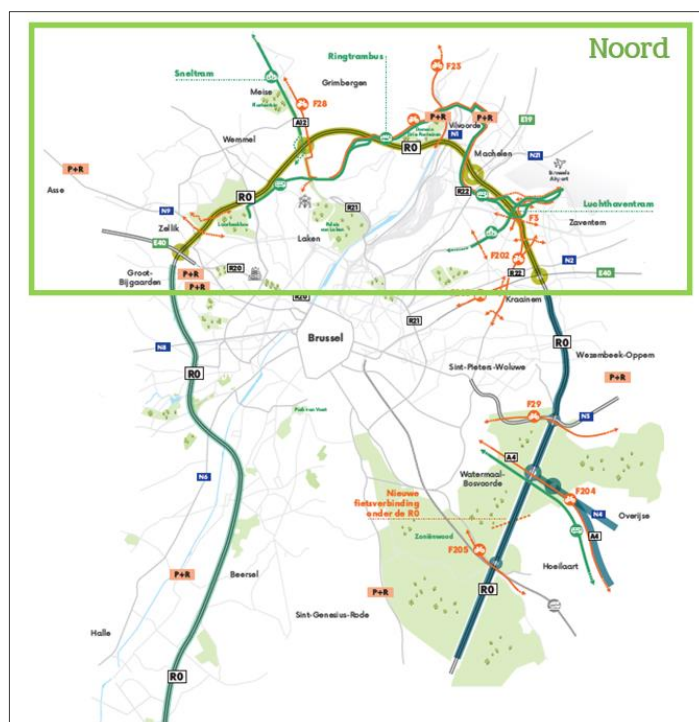 Noord
Ringtrambus
F23
Sneltram
Grimbergen
Meise
F28
P+R
P+R
A12
Vilvoorde
N1
E19
Wemmel
R0
Machelen
N21
Brussels
Airport
P+R
Asse
R0
R22
N9
R21
Luchthaventram
Zellik
F3
Laken
Zaventem
E40
F202
N2
Groot-
Bijgaarden
P+R
R20
R22
E40
P+R
R20
Kraainem
R21
Brussel
R0
N8
Wezembeek-Oppem
R0
Sint-Pieters-Woluwe
P+R
F29
N3
A4
Watermaal-
Bosvoorde
N6
Nieuwe
fietsverbinding
onder de R0
F204
N4
Overijse
Zoniënwoud
A4
F205
Hoeilaart
P+R
Beersel
R0
P+R
Sint-Genesius-Rode
Halle
R0